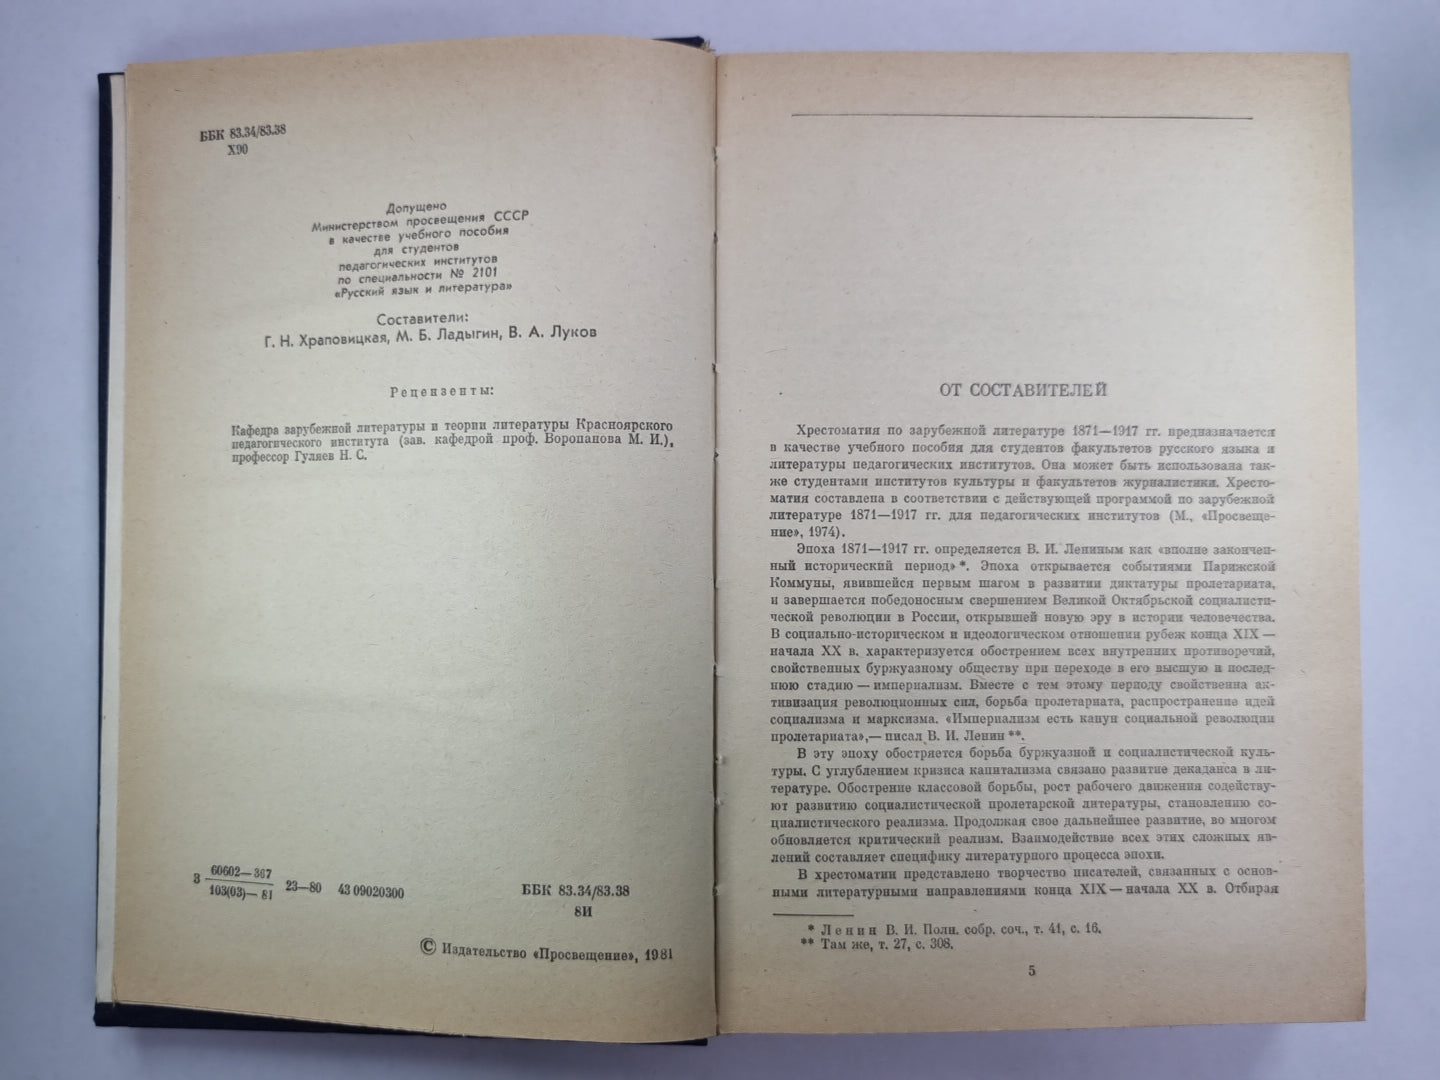 ББК 83.34/83.38
Х90
Допущено
Министерством просвещения СССР
в качестве учебного пособия
для студентов
педагогических институтов
по специальности № 2101
«Русский язык и литература»
Составители:
Г. Н. Храповицкая, М. Б. Ладыгин, В. А. Луков
Рецензенты:
Кафедра зарубежной литературы и теории литературы Красноярского
педагогического института (зав. кафедрой проф. Воропанова М. И.),
профессор Гуляев Н. С.
60602—367
З 23—80 43 09020300
103(03)—81
ББК 83.34/83.38
8И
© Издательство «Просвещение», 1981
ОТ СОСТАВИТЕЛЕЙ
Хрестоматия по зарубежной литературе 1871—1917 гг. предназначается
в качестве учебного пособия для студентов факультетов русского языка и
литературы педагогических институтов. Она может быть использована так-
же студентами институтов культуры и факультетов журналистики. Хресто-
матия составлена в соответствии с действующей программой по зарубежной
литературе 1871—1917 гг. для педагогических институтов (М., «Просвеще-
ние», 1974).
Эпоха 1871—1917 гг. определяется В. И. Лениным как «вполне закончен-
ный исторический период»*. Эпоха открывается событиями Парижской
Коммуны, явившейся первым шагом в развитии диктатуры пролетариата,
и завершается победоносным свершением Великой Октябрьской социалисти-
ческой революции в России, открывшей новую эру в истории человечества.
В социально-историческом и идеологическом отношении рубеж конца XIX —
начала XX в. характеризуется обострением всех внутренних противоречий,
свойственных буржуазному обществу при переходе в его высшую и послед-
нюю стадию — империализм. Вместе с тем этому периоду свойственна ак-
тивизация революционных сил, борьба пролетариата, распространение идей
социализма и марксизма. «Империализм есть канун социальной революции
пролетариата»,— писал В. И. Ленин **.
В эту эпоху обостряется борьба буржуазной и социалистической куль-
туры. С углублением кризиса капитализма связано развитие декаданса в ли-
тературе. Обострение классовой борьбы, рост рабочего движения содейству-
ют развитию социалистической пролетарской литературы, становлению со-
циалистического реализма. Продолжая свое дальнейшее развитие, во многом
обновляется критический реализм. Взаимодействие всех этих сложных яв-
лений составляет специфику литературного процесса эпохи.
В хрестоматии представлено творчество писателей, связанных с основ-
ными литературными направлениями конца XIX — начала XX в. Отбирая
* Ленин В. И. Полн. собр. соч., т. 41, с. 16.
** Там же, т. 27, с. 308.
5